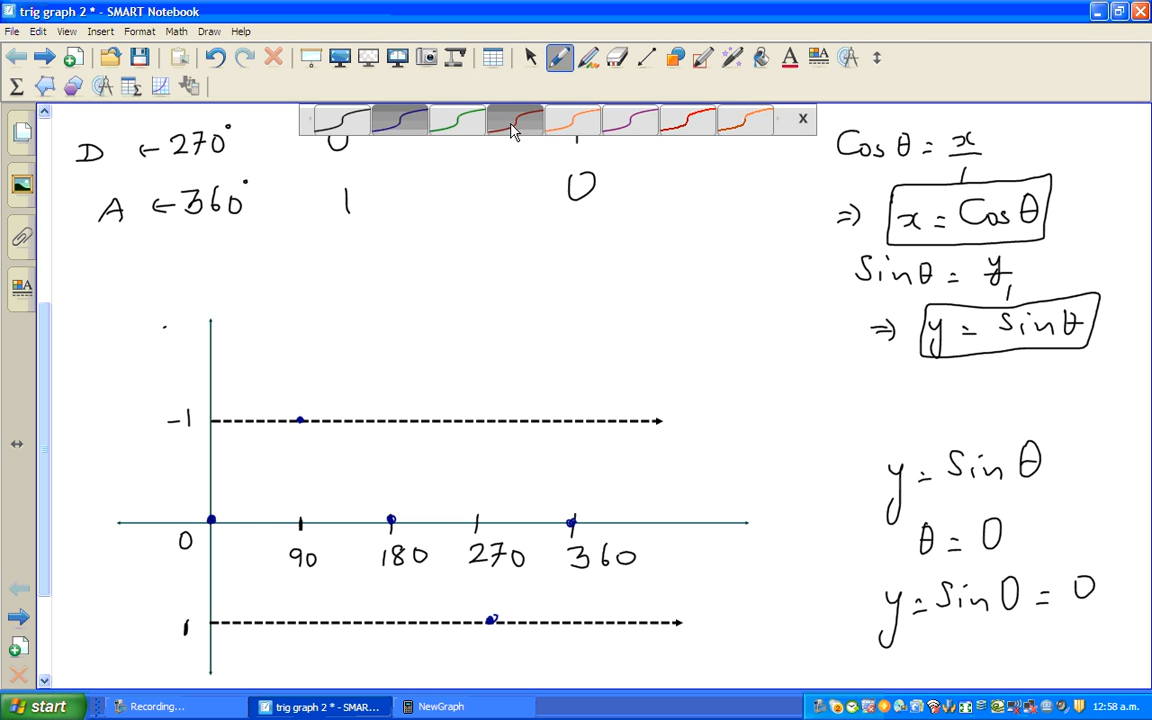 trig graph 2 * - SMART Notebook
File Edit View Insert Format Math Draw Help
D ← 270° 0
A ← 360° 1 0
Cos θ = x/1
⇒ x = Cos θ
Sin θ = y/1
⇒ y = Sin θ
-1
0 90 180 270 360
1
y = Sin θ
θ = 0
y = Sin 0 = 0
start Recording... trig graph 2 * - SMAR... NewGraph 12:58 a.m.